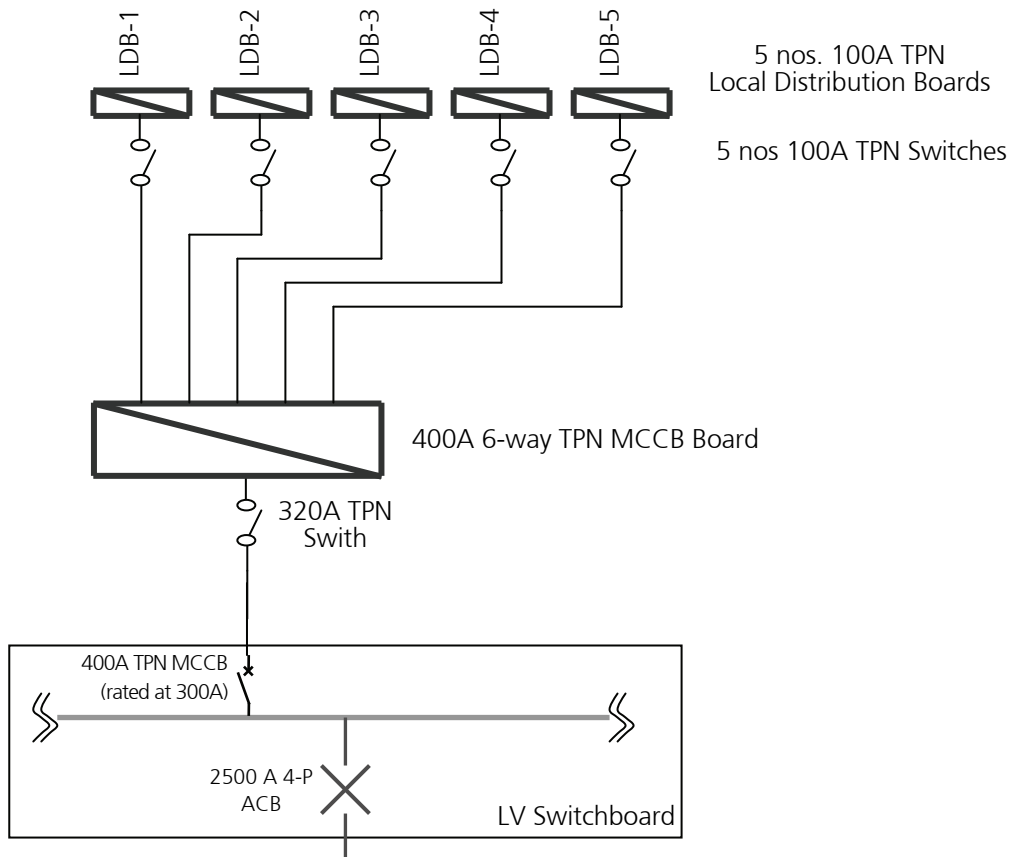 LDB-1
LDB-2
LDB-3
LDB-4
LDB-5
5 nos. 100A TPN
Local Distribution Boards
5 nos 100A TPN Switches
400A 6-way TPN MCCB Board
320A TPN
Swith
400A TPN MCCB
(rated at 300A)
2500 A 4-P
ACB
LV Switchboard